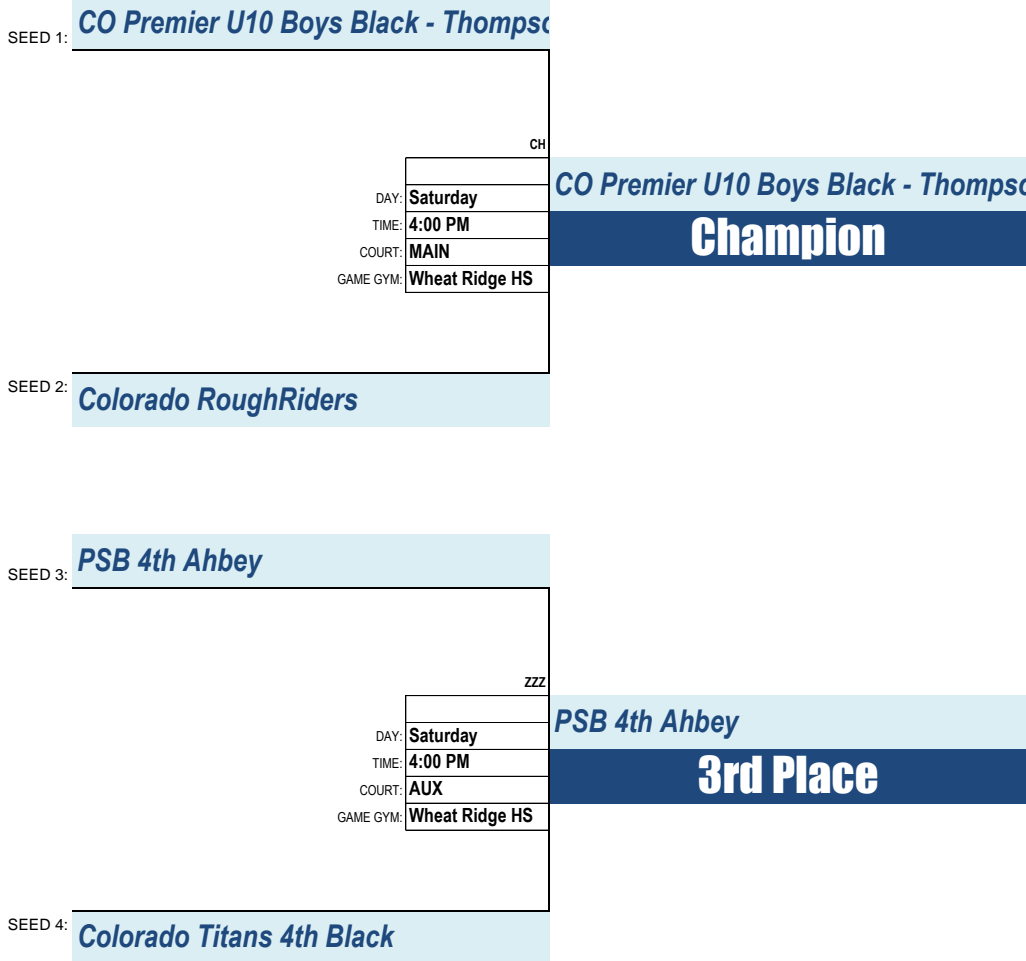 SEED 1: CO Premier U10 Boys Black - Thompso
CH
DAY: Saturday
TIME: 4:00 PM
COURT: MAIN
GAME GYM: Wheat Ridge HS
CO Premier U10 Boys Black - Thompso
Champion
SEED 2: Colorado RoughRiders
SEED 3: PSB 4th Ahbey
ZZZ
DAY: Saturday
TIME: 4:00 PM
COURT: AUX
GAME GYM: Wheat Ridge HS
PSB 4th Ahbey
3rd Place
SEED 4: Colorado Titans 4th Black